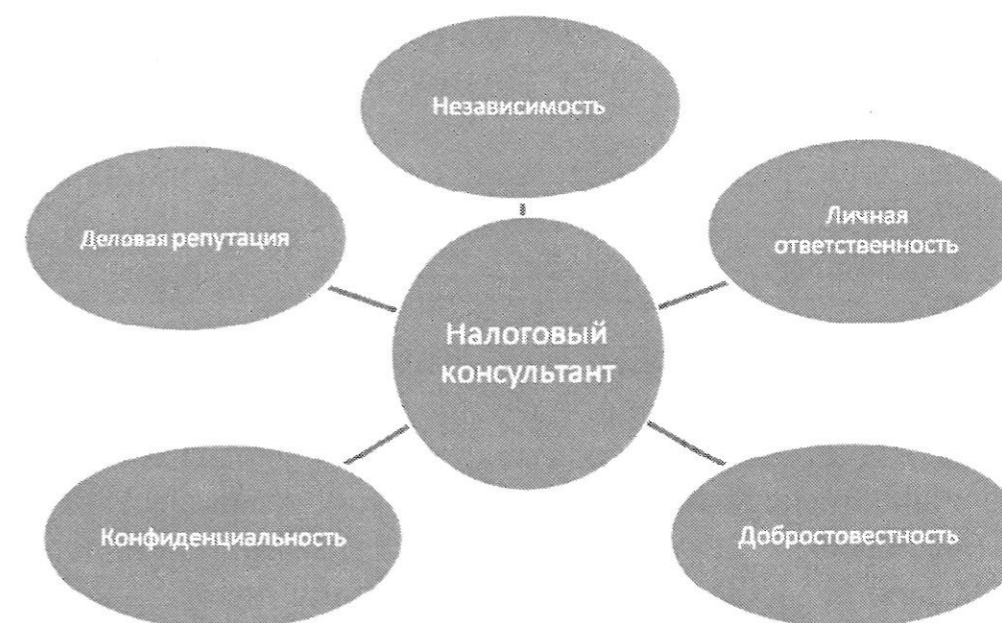 Независимость
Деловая репутация
Личная
ответственность
Налоговый
консультант
Конфиденциальность
Добростовестность